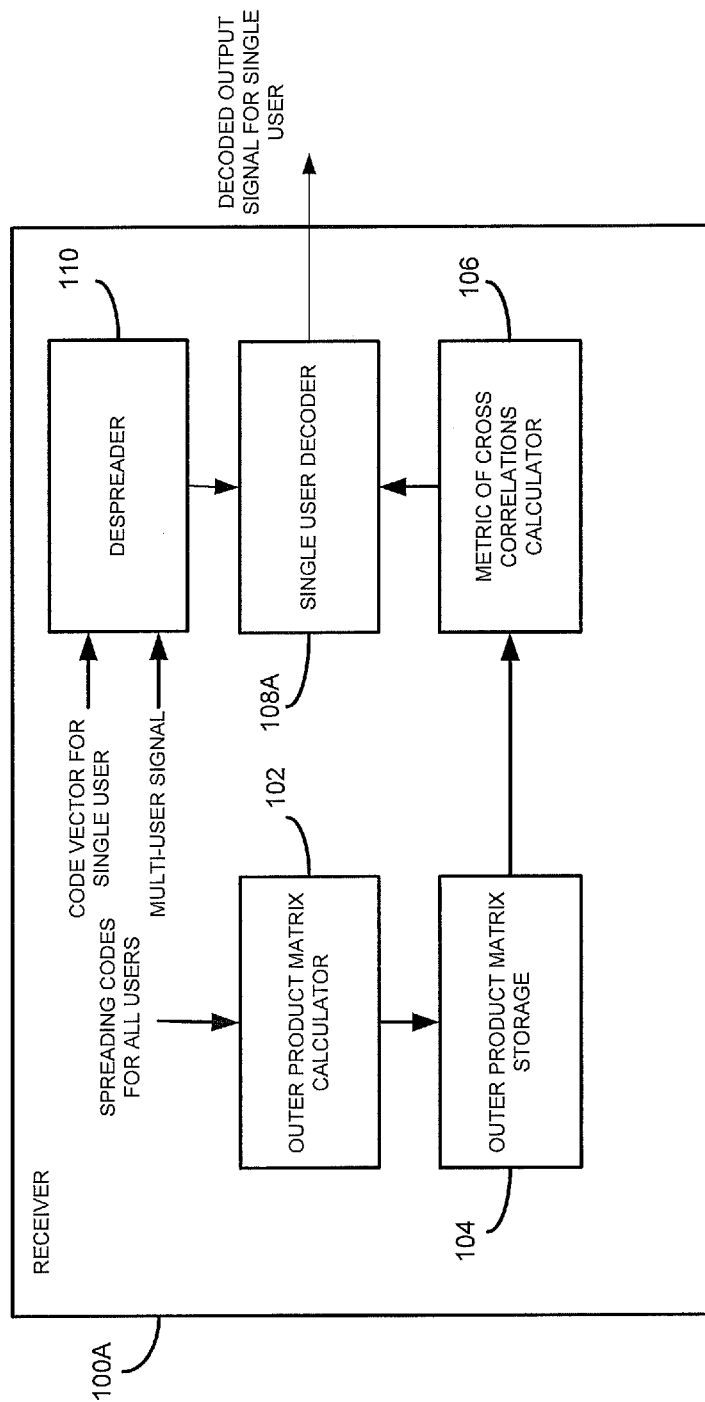 RECEIVER
100A
SPREADING CODES
FOR ALL USERS
CODE VECTOR FOR
SINGLE USER
MULTI-USER SIGNAL
DESPREADER
110
OUTER PRODUCT MATRIX
CALCULATOR
102
SINGLE USER DECODER
108A
DECODED OUTPUT
SIGNAL FOR SINGLE
USER
OUTER PRODUCT MATRIX
STORAGE
104
METRIC OF CROSS
CORRELATIONS
CALCULATOR
106